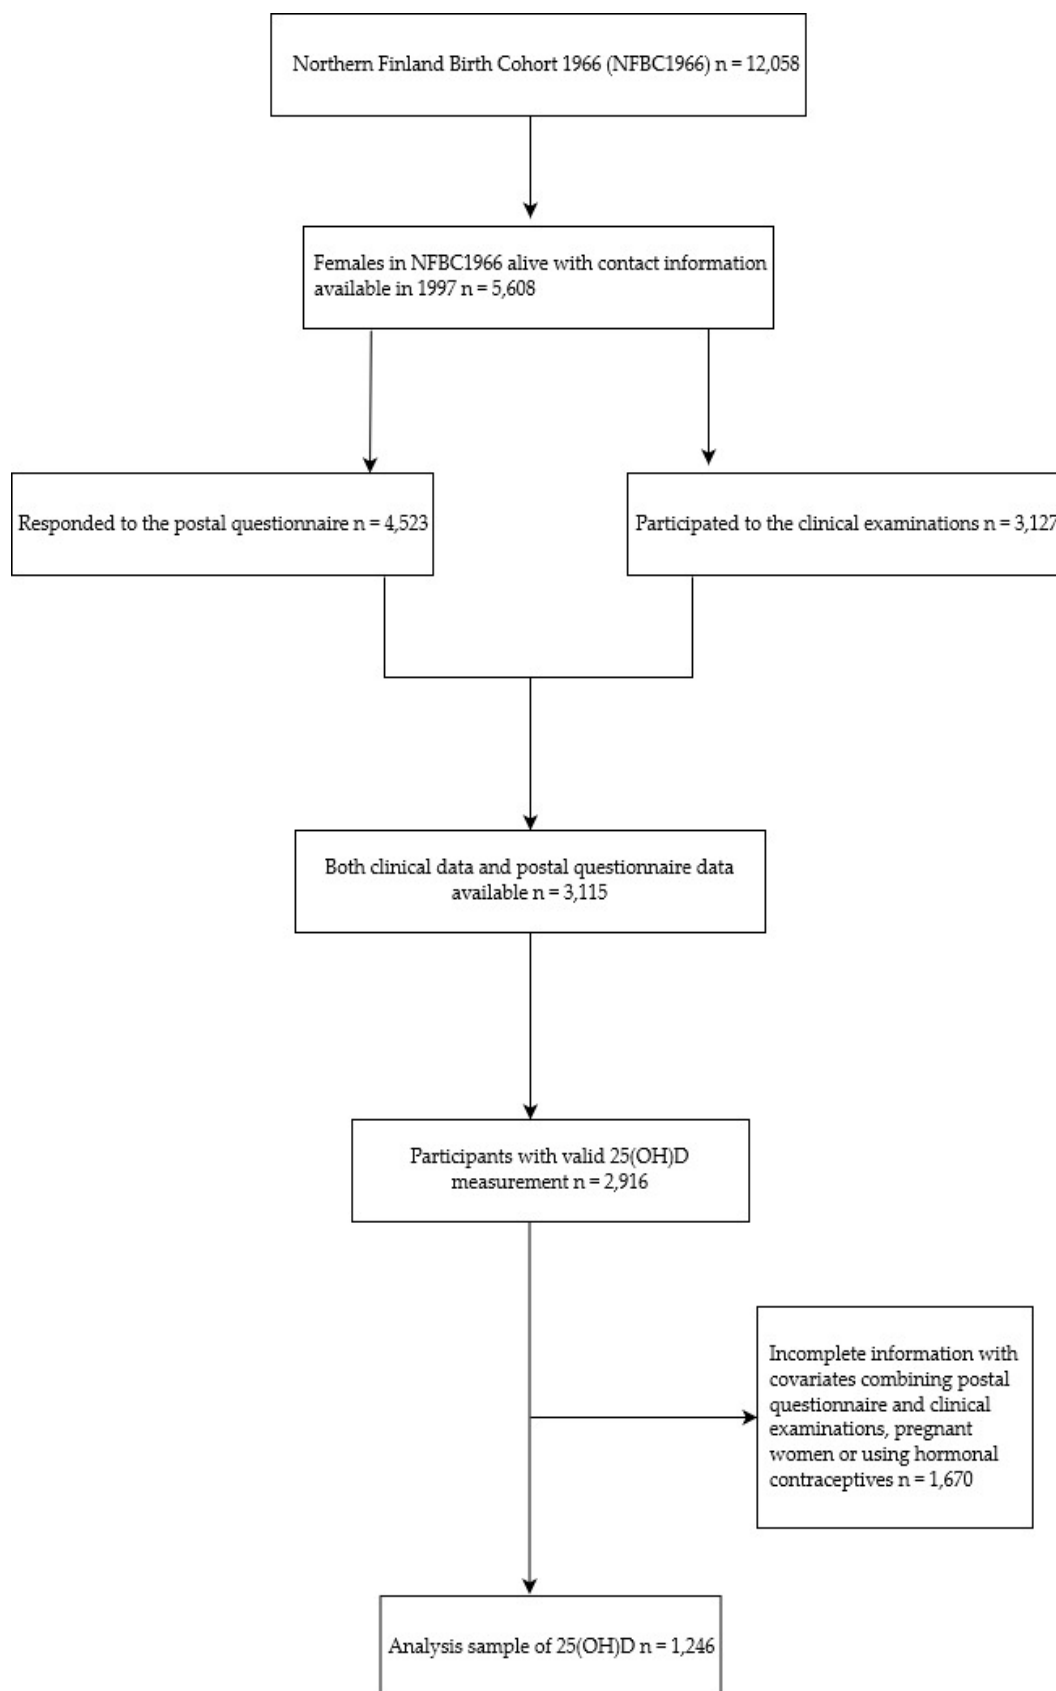 Northern Finland Birth Cohort 1966 (NFBC1966) n = 12,058
Females in NFBC1966 alive with contact information
available in 1997 n = 5,608
Responded to the postal questionnaire n = 4,523
Participated to the clinical examinations n = 3,127
Both clinical data and postal questionnaire data
available n = 3,115
Participants with valid 25(OH)D
measurement n = 2,916
Incomplete information with
covariates combining postal
questionnaire and clinical
examinations, pregnant
women or using hormonal
contraceptives n = 1,670
Analysis sample of 25(OH)D n = 1,246